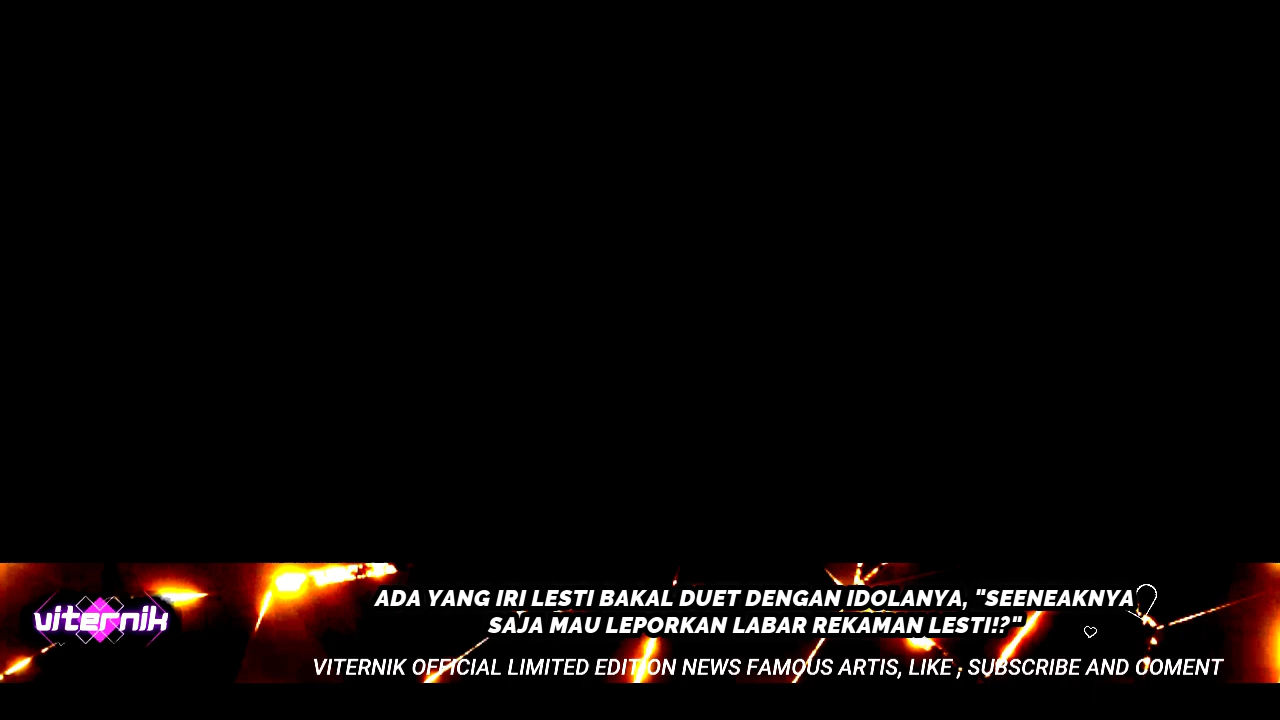 viternik
ADA YANG IRI LESTI BAKAL DUET DENGAN IDOLANYA, "SEENEAKNYA
SAJA MAU LEPORKAN LABAR REKAMAN LESTI!?"
VITERNIK OFFICIAL LIMITED EDITION NEWS FAMOUS ARTIS, LIKE , SUBSCRIBE AND COMENT